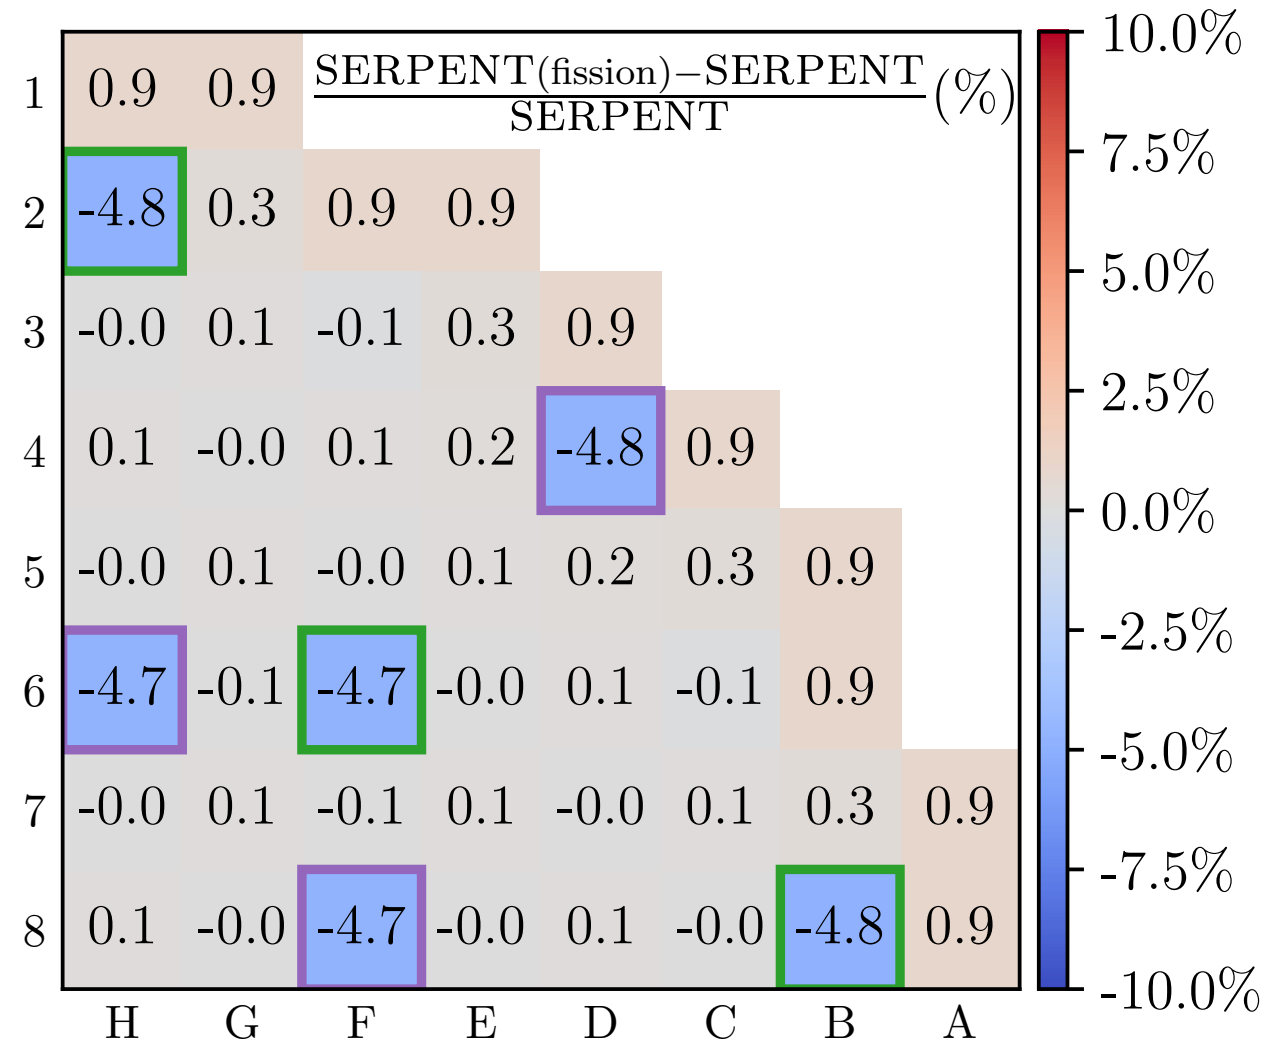 SERPENT(fission)−SERPENT
SERPENT
(%)
1 0.9 0.9
2 -4.8 0.3 0.9 0.9
3 -0.0 0.1 -0.1 0.3 0.9
4 0.1 -0.0 0.1 0.2 -4.8 0.9
5 -0.0 0.1 -0.0 0.1 0.2 0.3 0.9
6 -4.7 -0.1 -4.7 -0.0 0.1 -0.1 0.9
7 -0.0 0.1 -0.1 0.1 -0.0 0.1 0.3 0.9
8 0.1 -0.0 -4.7 -0.0 0.1 -0.0 -4.8 0.9
H G F E D C B A
10.0%
7.5%
5.0%
2.5%
0.0%
-2.5%
-5.0%
-7.5%
-10.0%